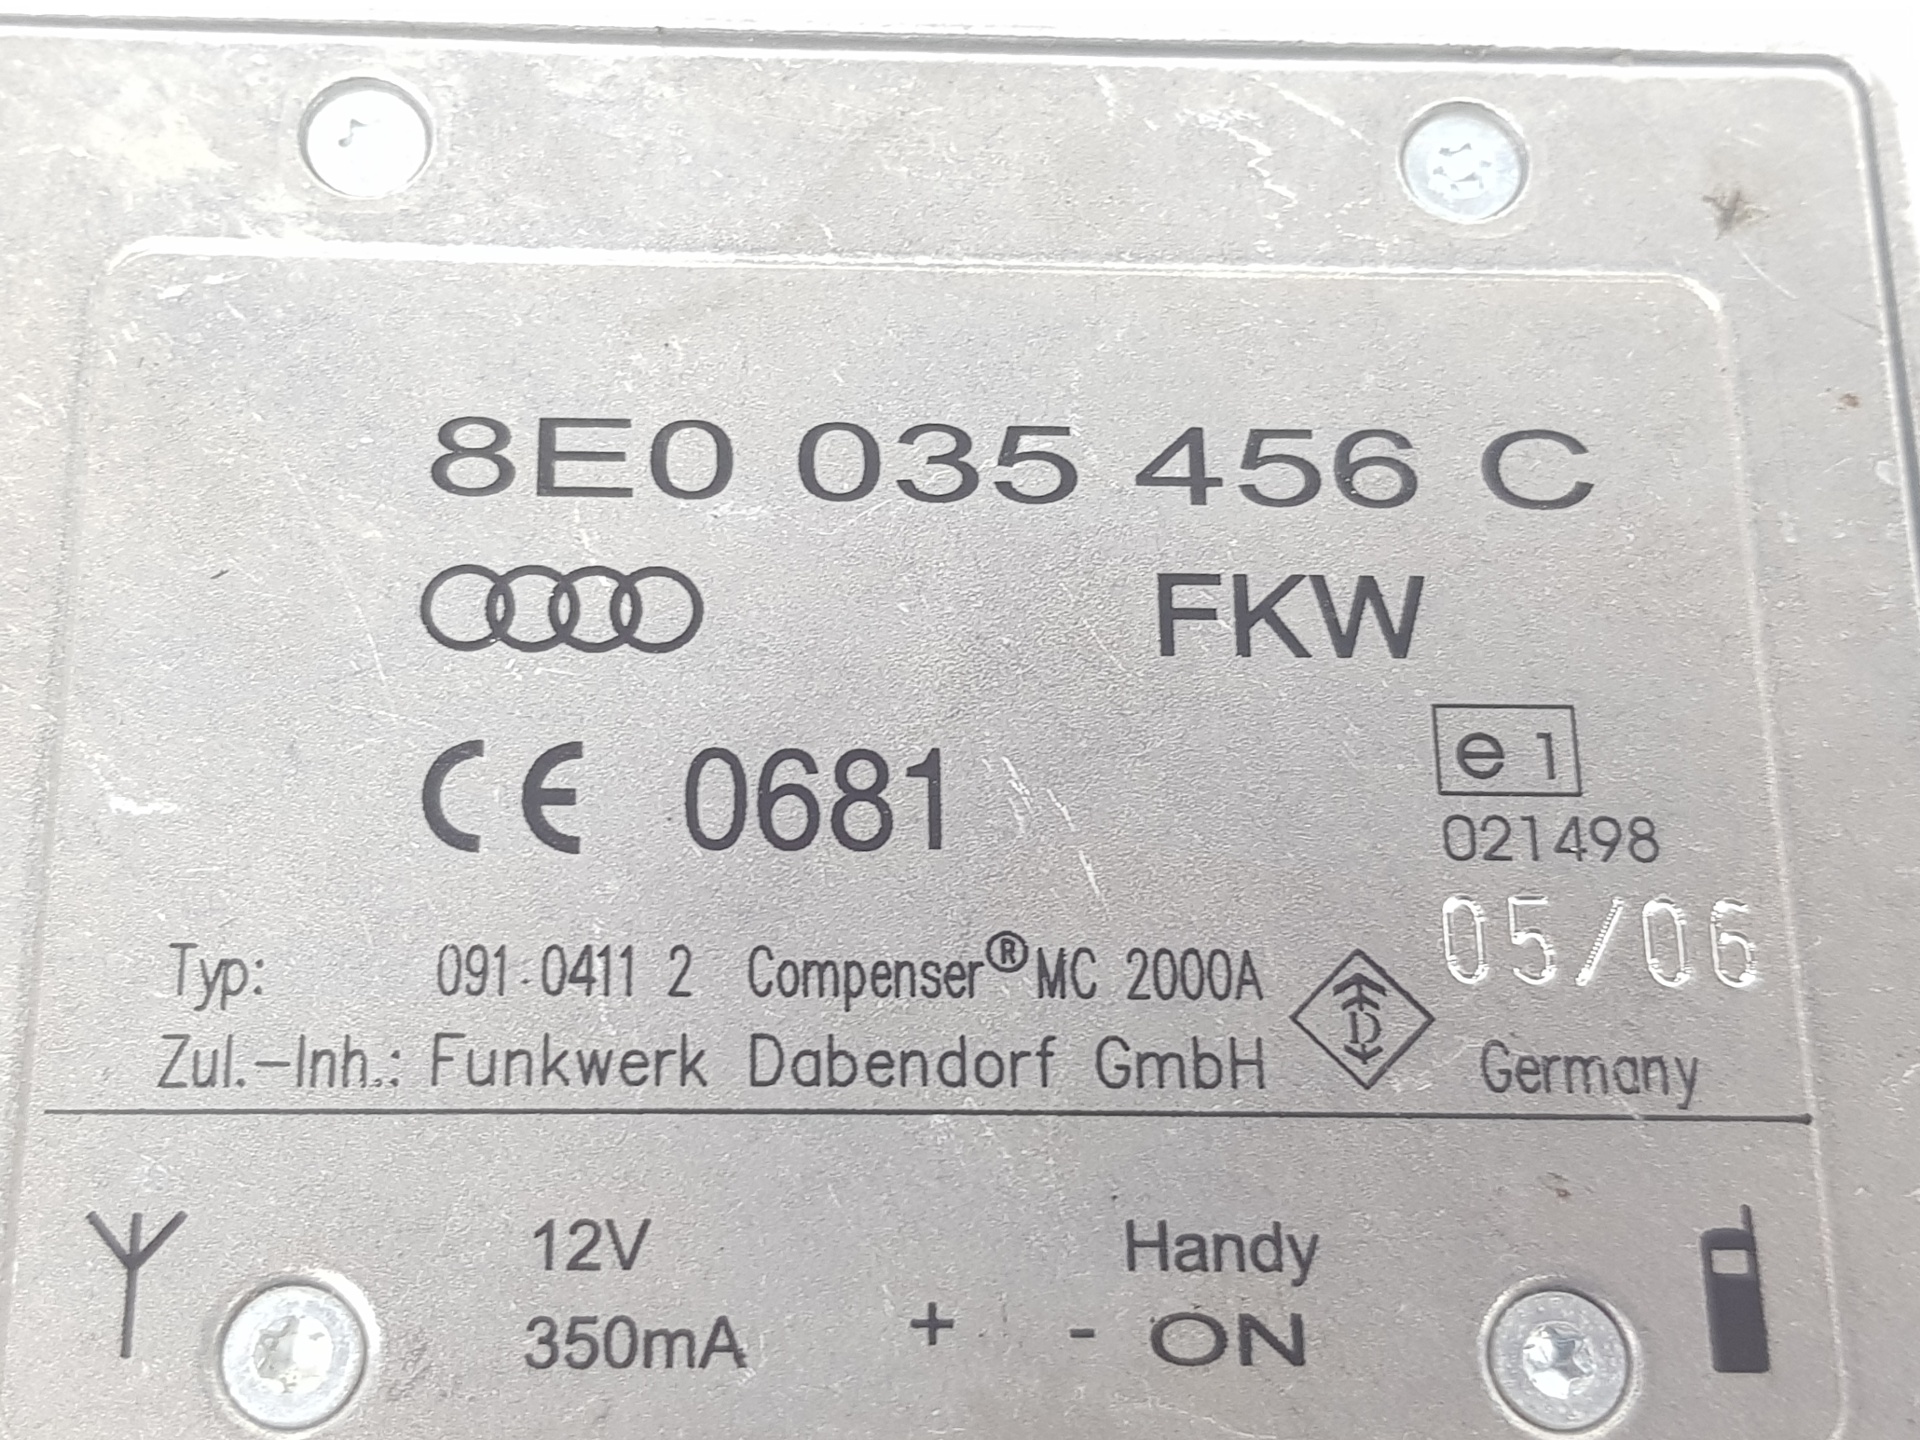 8E0 035 456 C
FKW
CE 0681
e1
021498
05/06
Typ: 091-0411 2 Compenser® MC 2000A
D
Zul.-Inh.: Funkwerk Dabendorf GmbH Germany
12V Handy
350mA + - ON